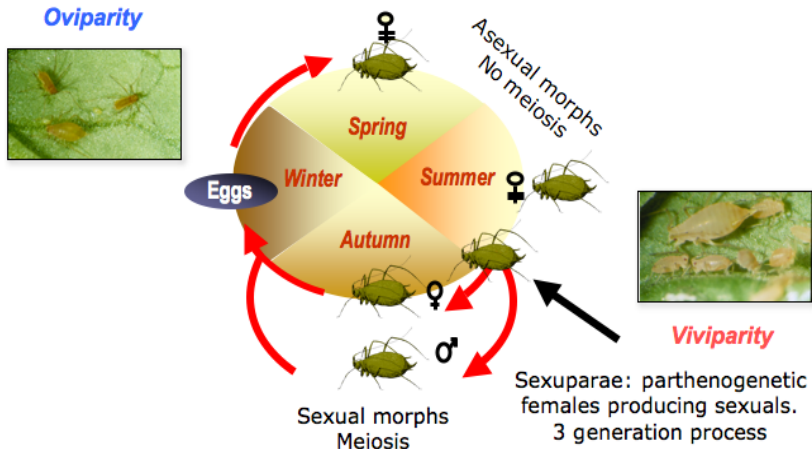 Oviparity
Asexual morphs
No meiosis
Spring
Eggs
Winter
Summer
Autumn
Viviparity
Sexuparae: parthenogenetic
females producing sexuals.
3 generation process
Sexual morphs
Meiosis